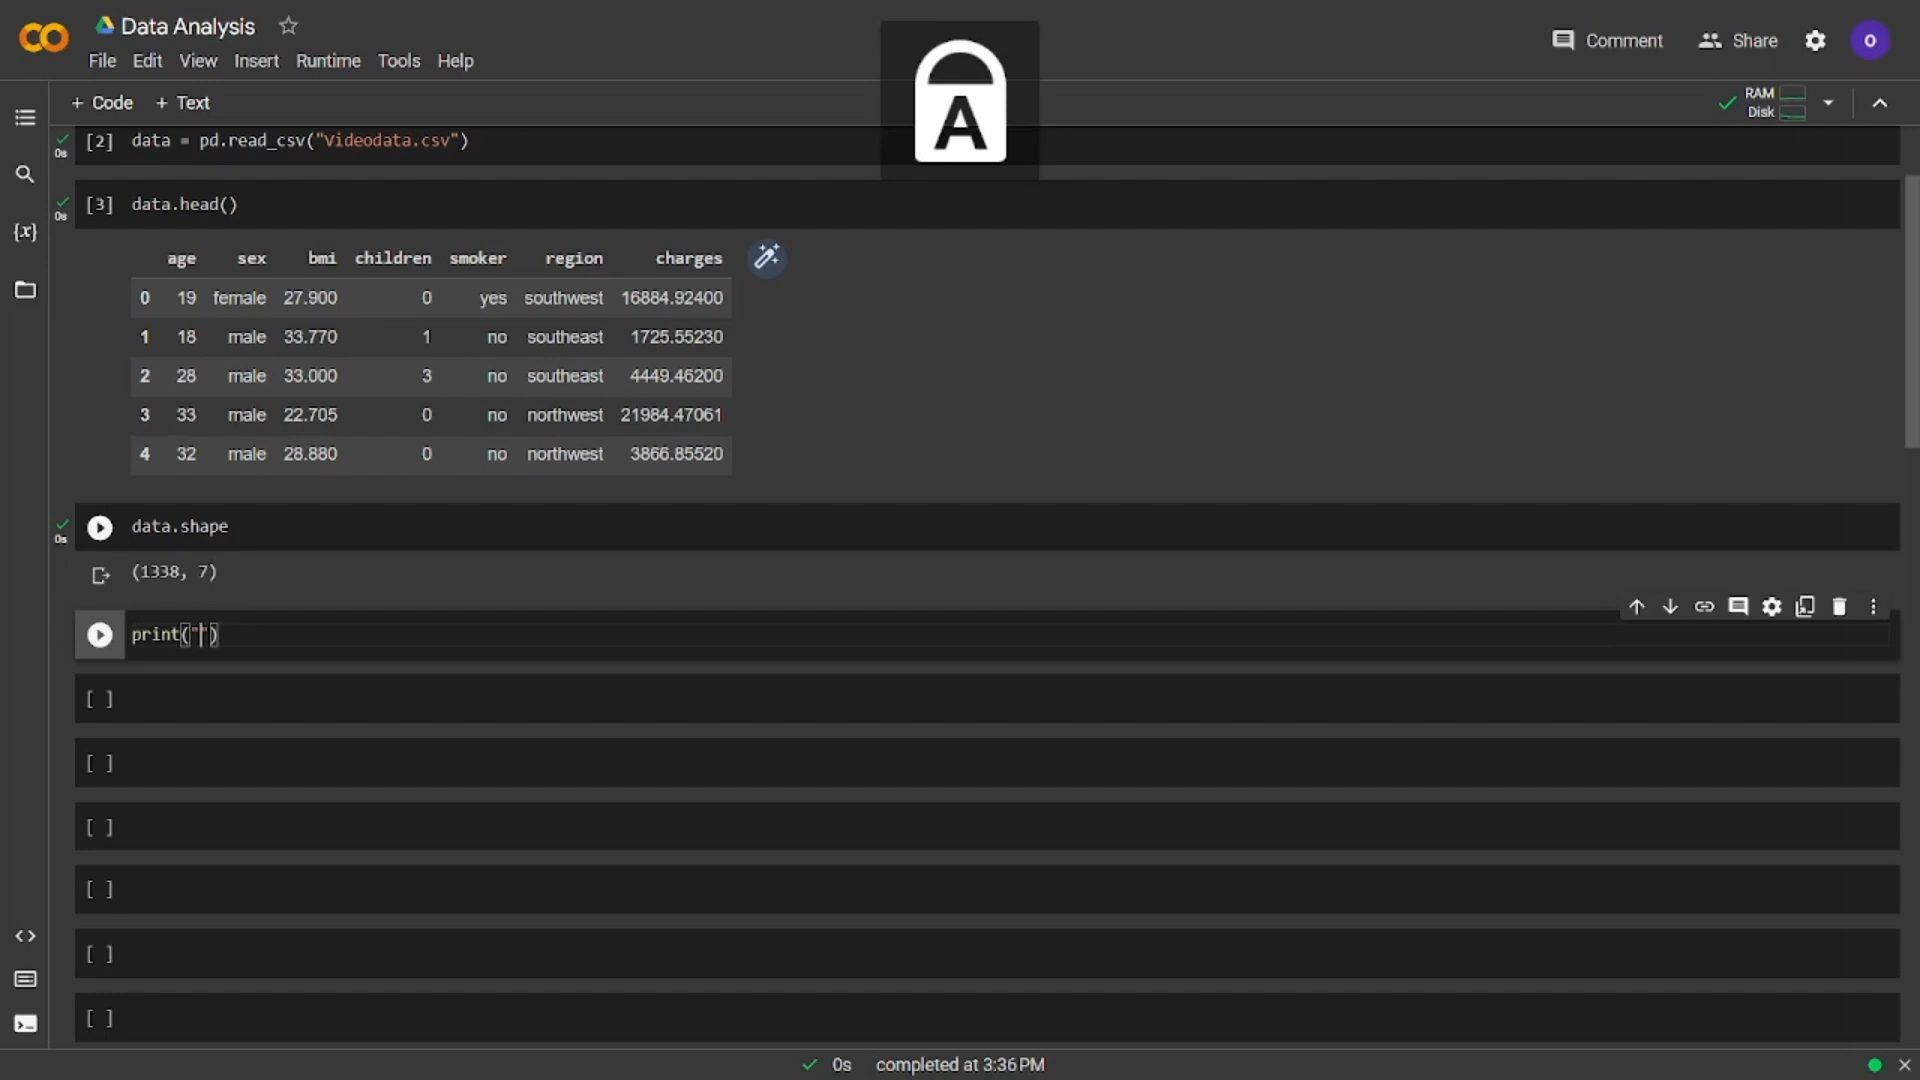 Data Analysis
File Edit View Insert Runtime Tools Help
Comment Share O
A
+ Code + Text
RAM
Disk
0s [2] data = pd.read_csv("Videodata.csv")
0s [3] data.head()
age sex bmi children smoker region charges
0 19 female 27.900 0 yes southwest 16884.92400
1 18 male 33.770 1 no southeast 1725.55230
2 28 male 33.000 3 no southeast 4449.46200
3 33 male 22.705 0 no northwest 21984.47061
4 32 male 28.880 0 no northwest 3866.85520
0s data.shape
(1338, 7)
print("")
[ ]
[ ]
[ ]
[ ]
[ ]
[ ]
0s completed at 3:36 PM